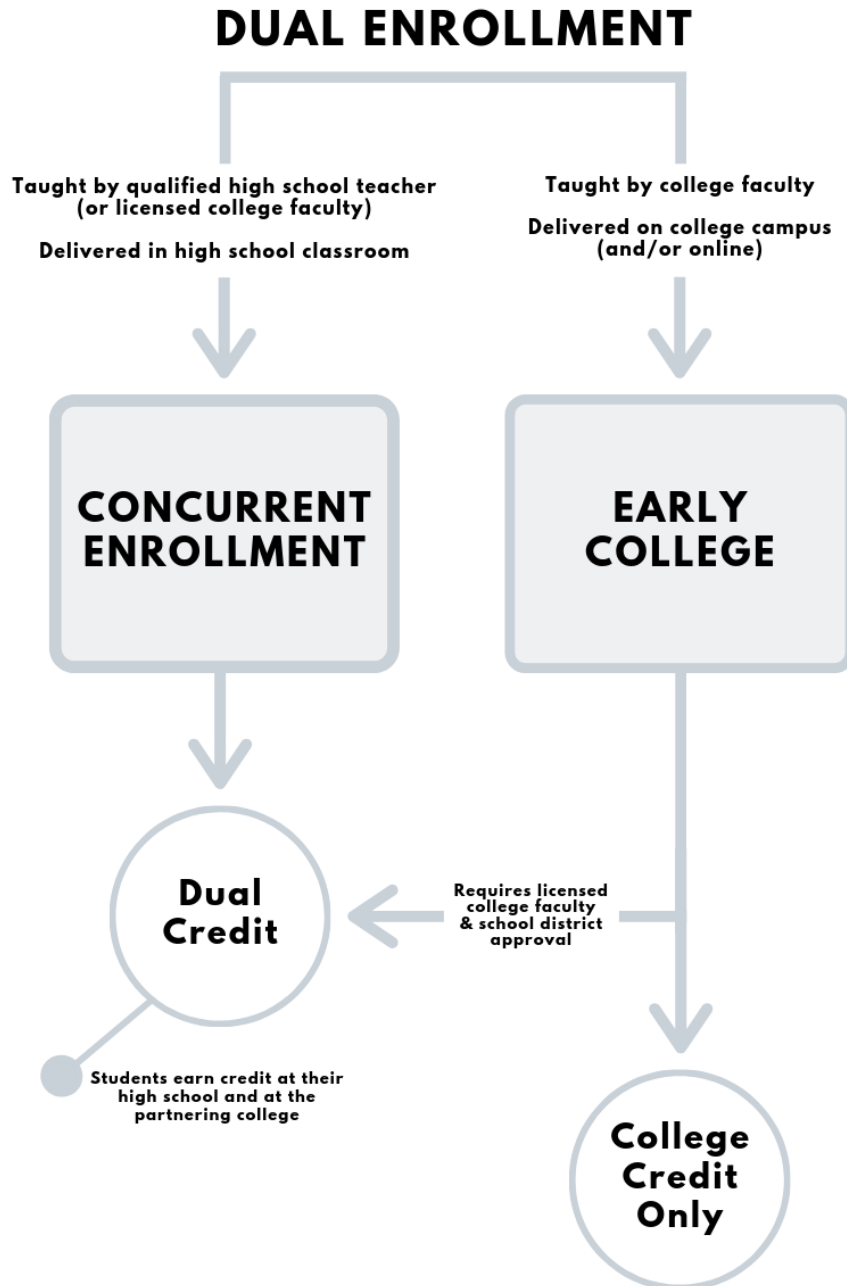 DUAL ENROLLMENT
Taught by qualified high school teacher
(or licensed college faculty)
Delivered in high school classroom
Taught by college faculty
Delivered on college campus
(and/or online)
CONCURRENT
ENROLLMENT
EARLY
COLLEGE
Dual
Credit
Requires licensed
college faculty
& school district
approval
Students earn credit at their
high school and at the
partnering college
College
Credit
Only